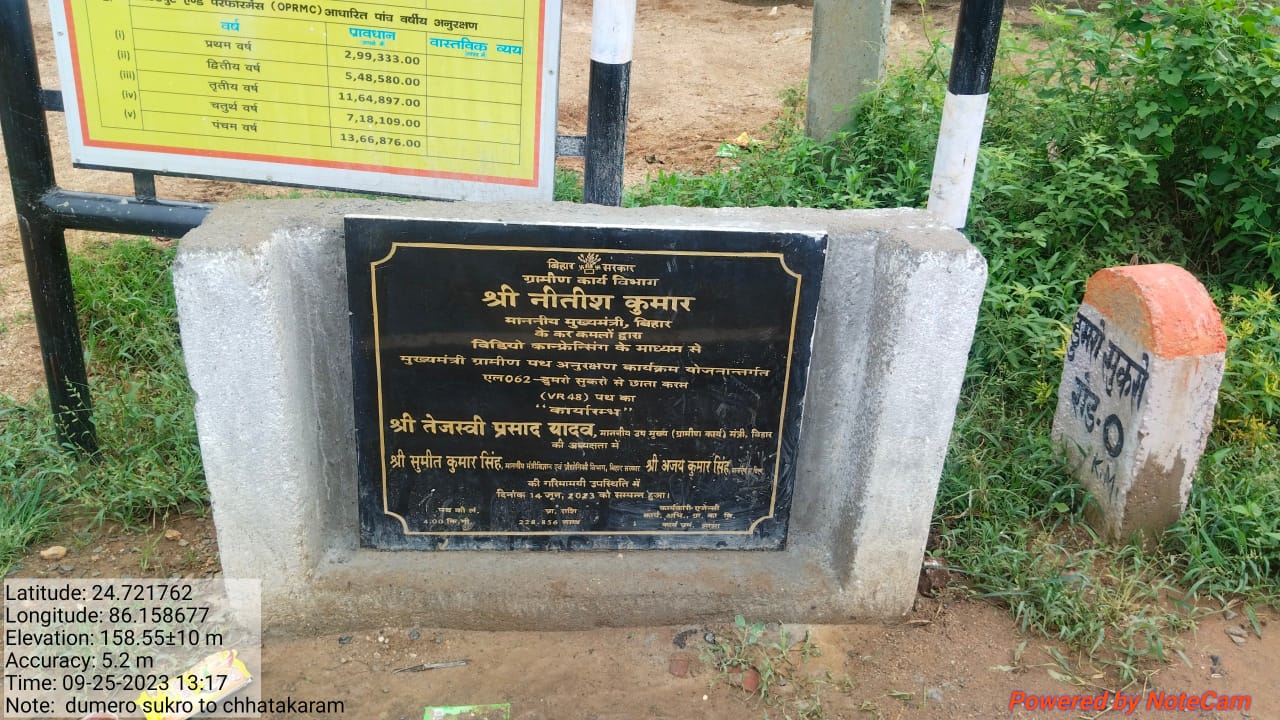 एण्ड परफॉरमेंस (OPRMC) आधारित पांच वर्षीय अनुरक्षण
वर्ष प्रावधान वास्तविक व्यय
(i) प्रथम वर्ष 2,99,333.00
(ii) द्वितीय वर्ष 5,48,580.00
(iii) तृतीय वर्ष 11,64,897.00
(iv) चतुर्थ वर्ष 7,18,109.00
(v) पंचम वर्ष 13,66,876.00
बिहार सरकार
ग्रामीण कार्य विभाग
श्री नीतीश कुमार
माननीय मुख्यमंत्री, बिहार
के कर कमलों द्वारा
विडियो कान्फ्रेन्सिंग के माध्यम से
मुख्यमंत्री ग्रामीण पथ अनुरक्षण कार्यक्रम योजनान्तर्गत
एल062-डुमरो सुकरो से छाता करम
(VR48) पथ का
"कार्यारम्भ"
श्री तेजस्वी प्रसाद यादव, माननीय उप मुख्य (ग्रामीण कार्य) मंत्री, बिहार
की अध्यक्षता में
श्री सुमीत कुमार सिंह, श्री अजय कुमार सिंह,
की गरिमामयी उपस्थिति में
दिनांक 14 जून, 2023 को सम्पन्न हुआ।
प्रा. राशि कार्यकारी एजेन्सी
4.00 कि.मी. 228.856 लाख
डुमरो सुकरो
रोड-0
KM
Latitude: 24.721762
Longitude: 86.158677
Elevation: 158.55±10 m
Accuracy: 5.2 m
Time: 09-25-2023 13:17
Note: dumero sukro to chhatakaram
Powered by NoteCam